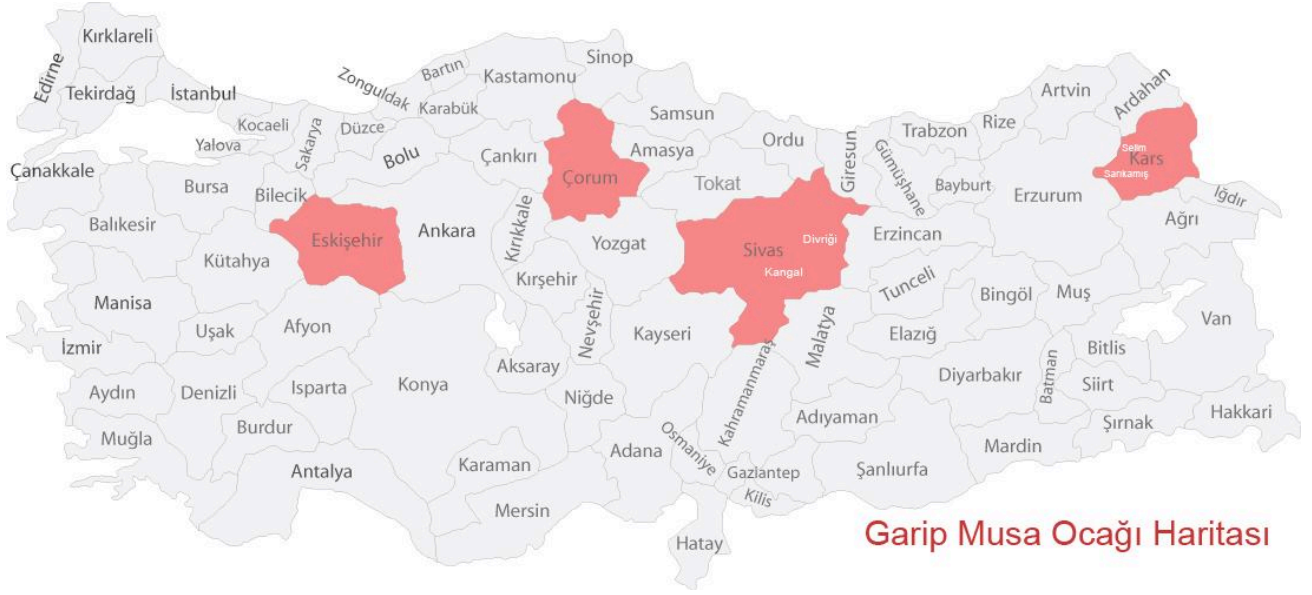 Kırklareli
Edirne
Tekirdağ
İstanbul
Kocaeli
Yalova
Sakarya
Düzce
Zonguldak
Bartın
Karabük
Kastamonu
Sinop
Samsun
Bolu
Çankırı
Çorum
Amasya
Ordu
Tokat
Giresun
Gümüşhane
Trabzon
Rize
Bayburt
Artvin
Ardahan
Selim
Kars
Sarıkamış
Iğdır
Çanakkale
Bursa
Bilecik
Balıkesir
Eskişehir
Kütahya
Ankara
Kırıkkale
Yozgat
Sivas
Divriği
Kangal
Erzincan
Erzurum
Ağrı
Manisa
Uşak
Afyon
Kırşehir
Nevşehir
Kayseri
Malatya
Tunceli
Elazığ
Bingöl
Muş
Van
İzmir
Aydın
Denizli
Isparta
Konya
Aksaray
Niğde
Kahramanmaraş
Adıyaman
Diyarbakır
Batman
Bitlis
Siirt
Şırnak
Hakkari
Muğla
Burdur
Antalya
Karaman
Mersin
Adana
Osmaniye
Gaziantep
Kilis
Şanlıurfa
Mardin
Hatay
Garip Musa Ocağı Haritası